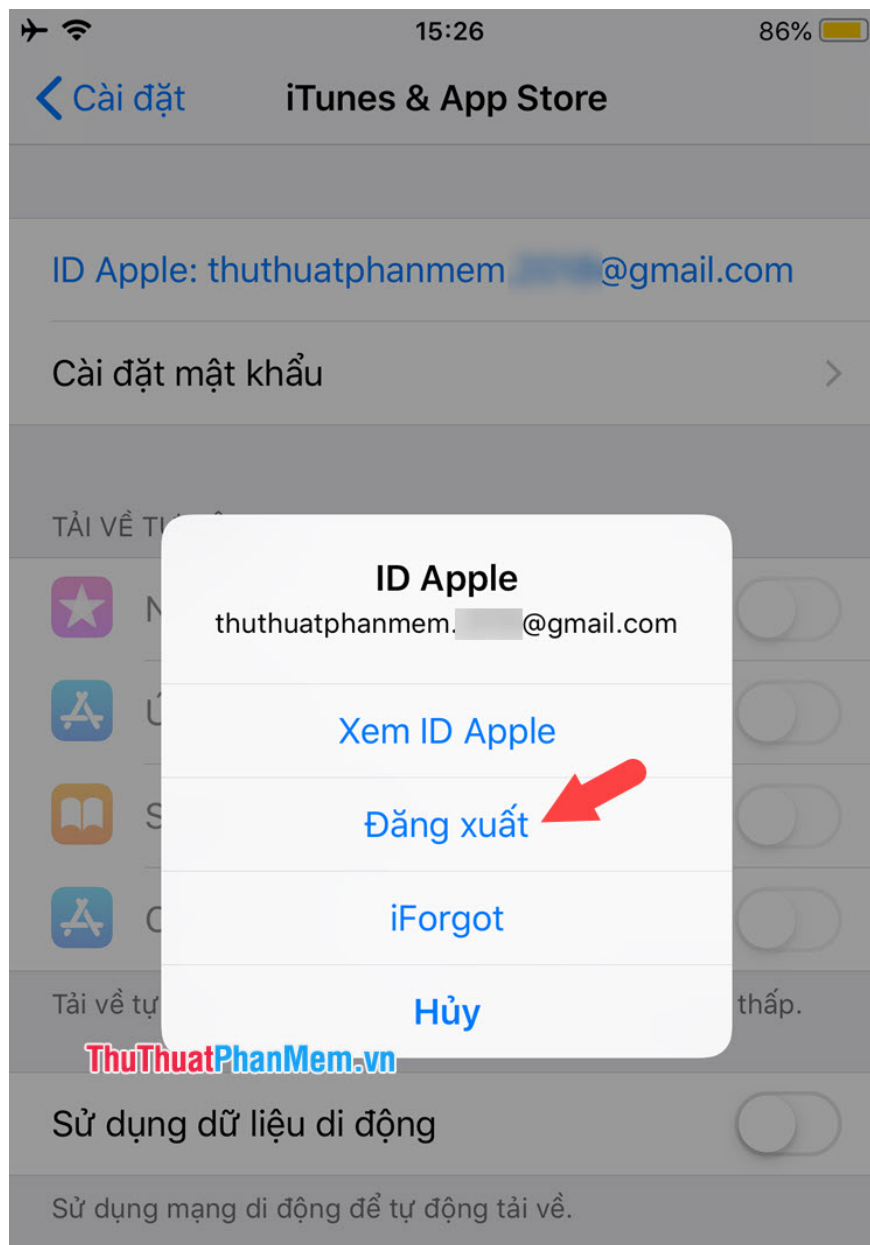 15:26
86%
Cài đặt
iTunes & App Store
ID Apple: thuthuatphanmem @gmail.com
Cài đặt mật khẩu
TẢI VỀ
ID Apple
thuthuatphanmem. @gmail.com
Xem ID Apple
Đăng xuất
iForgot
Hủy
Tải về tự
thấp.
ThuThuatPhanMem.vn
Sử dụng dữ liệu di động
Sử dụng mạng di động để tự động tải về.